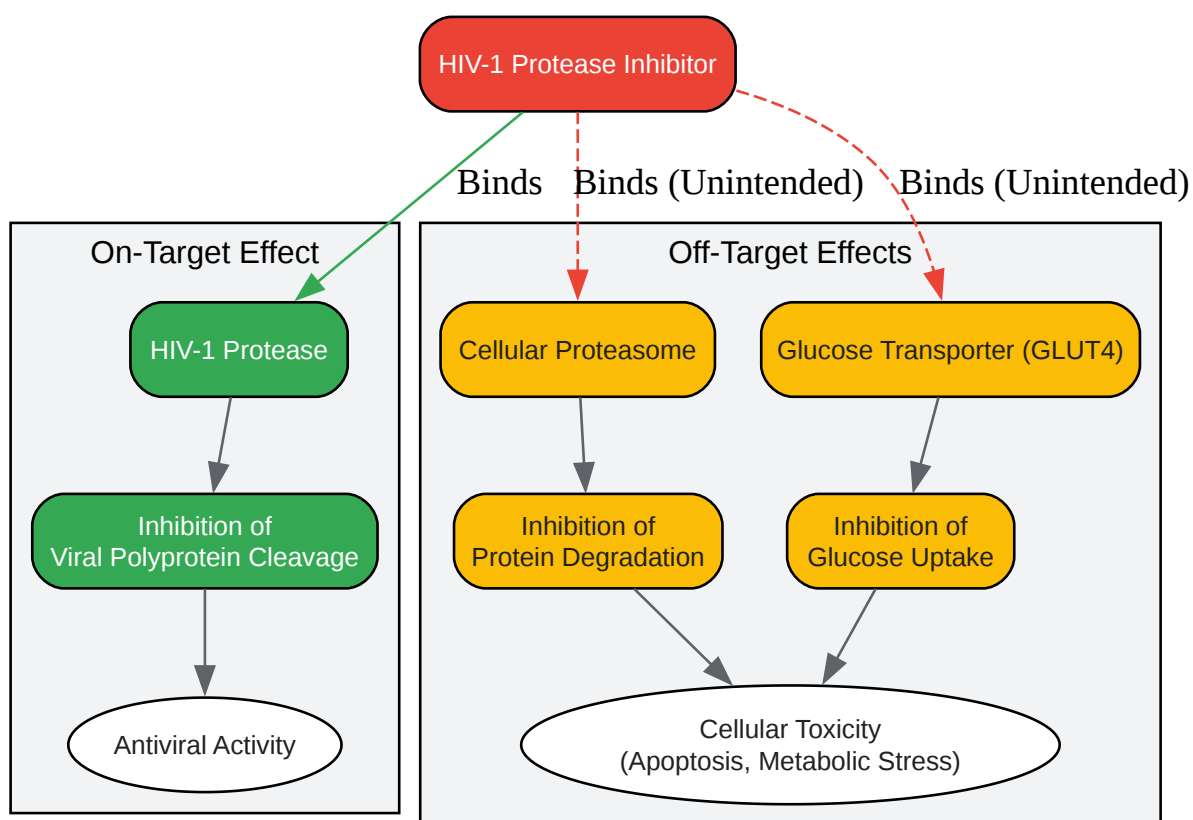 HIV-1 Protease Inhibitor
Binds
Binds (Unintended)
Binds (Unintended)
On-Target Effect
Off-Target Effects
HIV-1 Protease
Cellular Proteasome
Glucose Transporter (GLUT4)
Inhibition of
Viral Polyprotein Cleavage
Inhibition of
Protein Degradation
Inhibition of
Glucose Uptake
Antiviral Activity
Cellular Toxicity
(Apoptosis, Metabolic Stress)